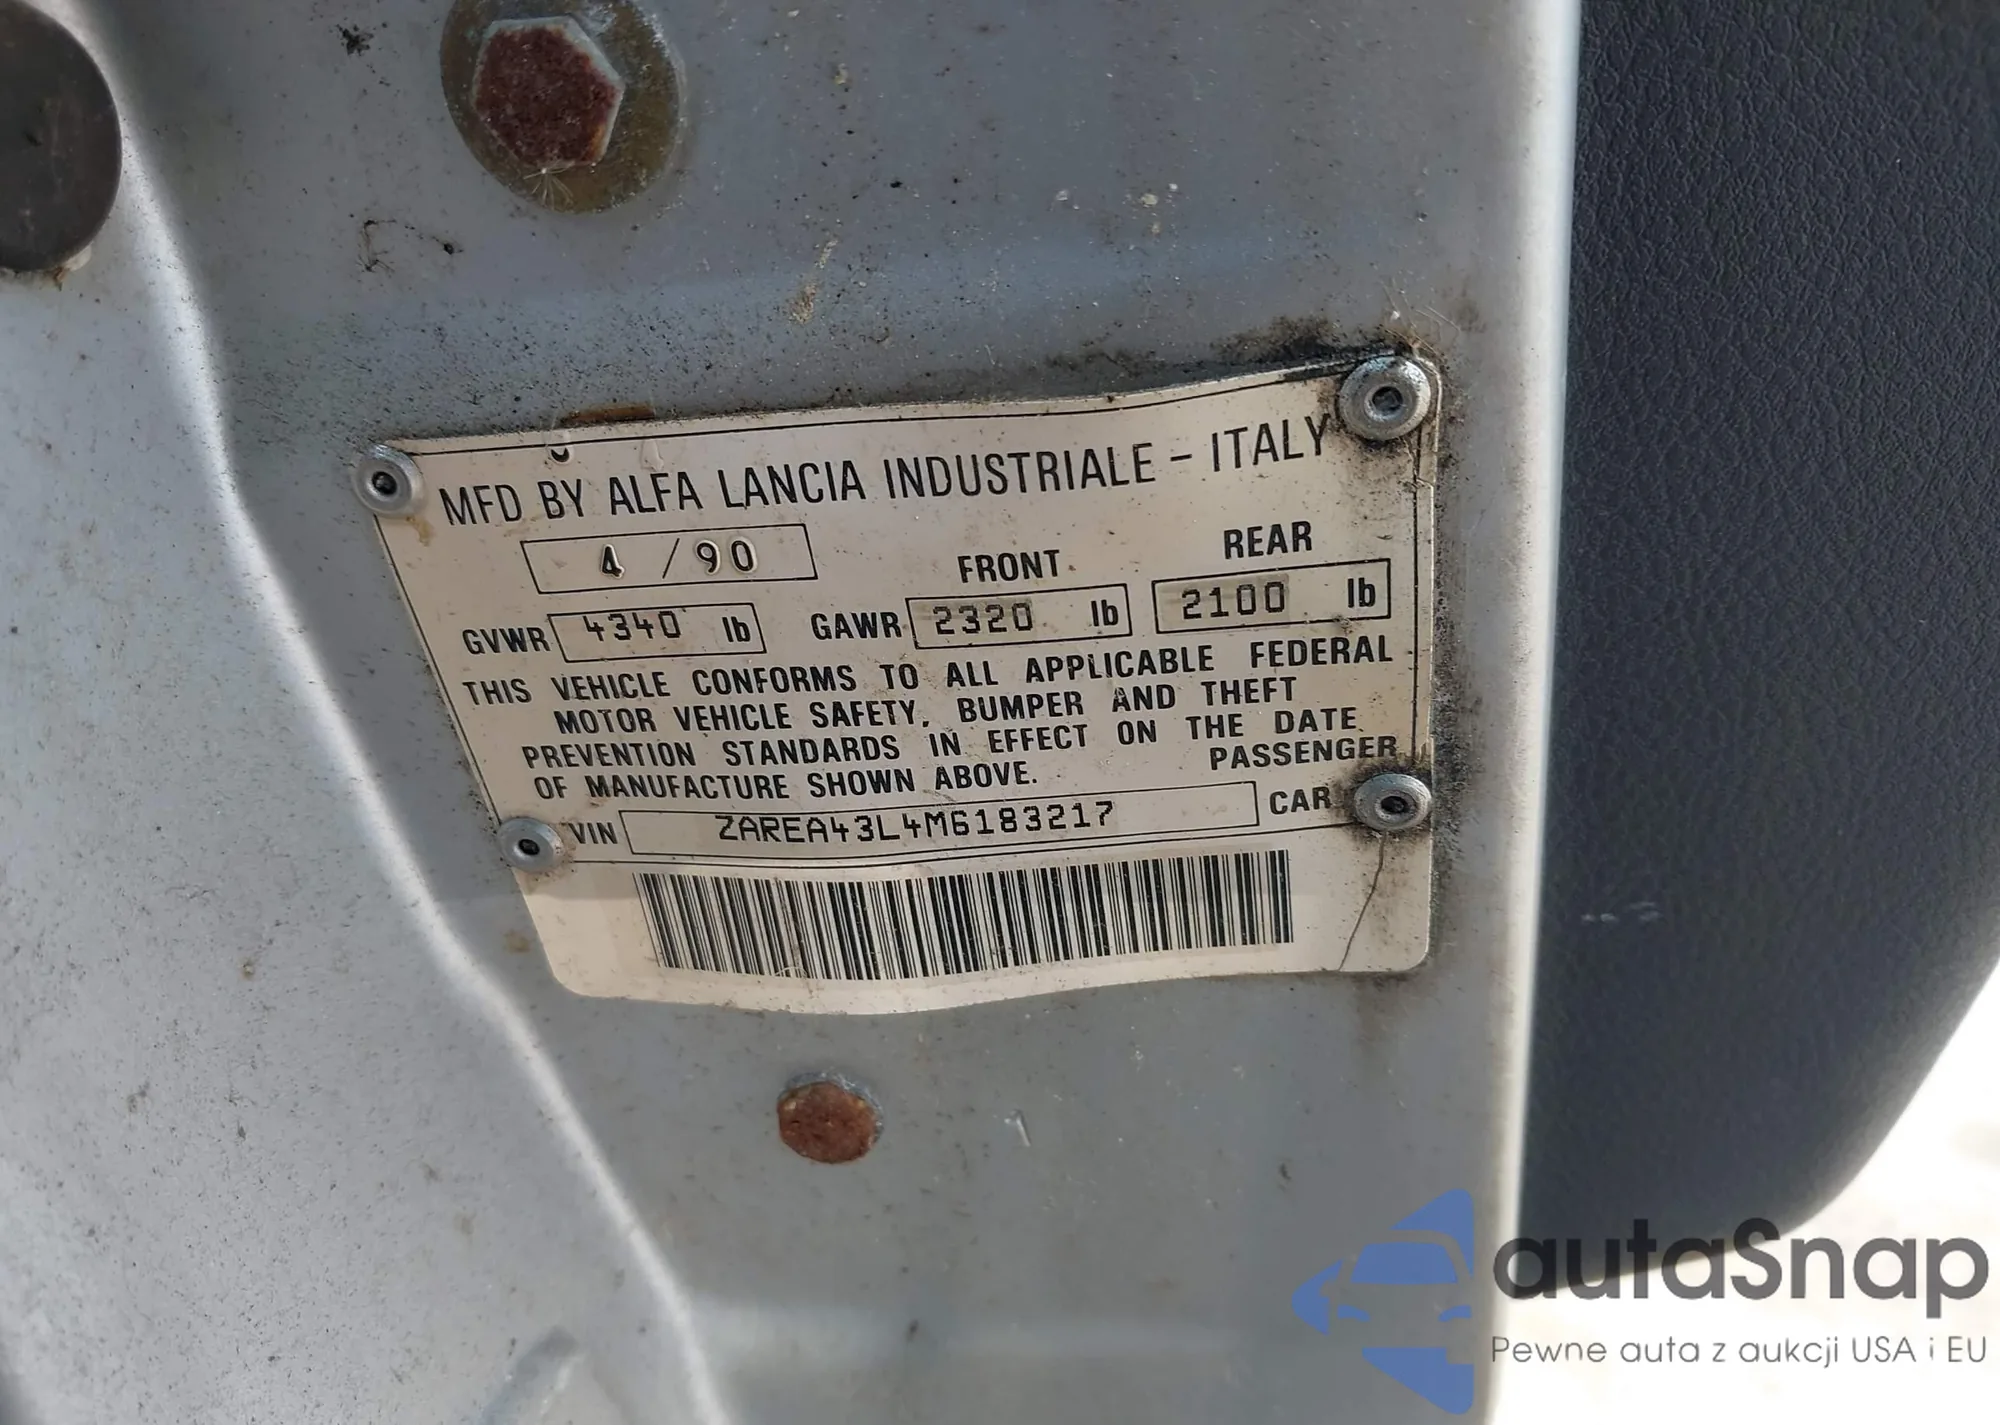 MFD BY ALFA LANCIA INDUSTRIALE - ITALY
4 / 90
FRONT
REAR
GVWR 4340 lb GAWR 2320 lb 2100 lb
THIS VEHICLE CONFORMS TO ALL APPLICABLE FEDERAL
MOTOR VEHICLE SAFETY, BUMPER AND THEFT
PREVENTION STANDARDS IN EFFECT ON THE DATE
OF MANUFACTURE SHOWN ABOVE. PASSENGER
VIN ZAREA43L4M6183217 CAR
autaSnap
Pewne auta z aukcji USA i EU